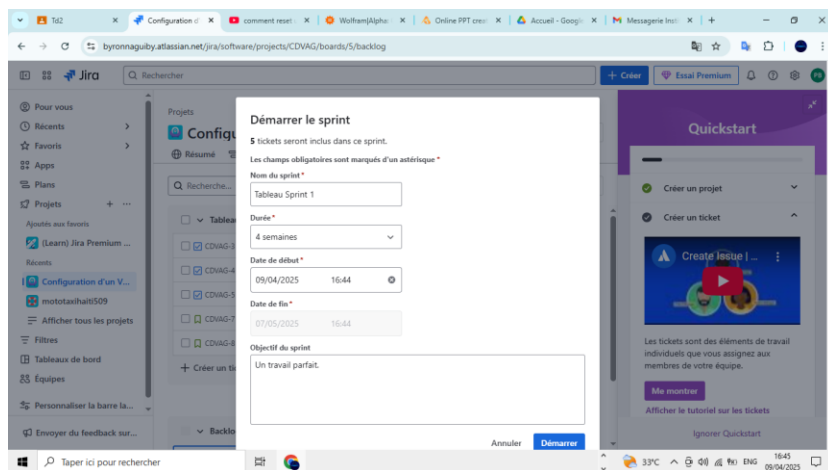 Td2
Configuration d'
comment reset
Wolfram|Alpha:
Online PPT creat
Accueil - Google
Messagerie Inst
byronnaguiby.atlassian.net/jira/software/projects/CDVAG/boards/5/backlog
Jira
Rechercher
+ Créer
Essai Premium
Pour vous
Récents
Favoris
Apps
Plans
Projets
Ajoutés aux favoris
(Learn) Jira Premium ...
Récents
Configuration d'un V...
mototaxihaiti509
Afficher tous les projets
Filtres
Tableaux de bord
Équipes
Personnaliser la barre la...
Envoyer du feedback sur...
Projets
Configu
Résumé
Recherche...
Tableau
CDVAG-3
CDVAG-4
CDVAG-5
CDVAG-7
CDVAG-8
+ Créer un tic
Backlo
Démarrer le sprint
5 tickets seront inclus dans ce sprint.
Les champs obligatoires sont marqués d'un astérisque *
Nom du sprint *
Tableau Sprint 1
Durée *
4 semaines
Date de début *
09/04/2025 16:44
Date de fin *
07/05/2025 16:44
Objectif du sprint
Un travail parfait.
Annuler
Démarrer
Quickstart
Créer un projet
Créer un ticket
Create Issue | ...
Les tickets sont des éléments de travail
individuels que vous assignez aux
membres de votre équipe.
Me montrer
Afficher le tutoriel sur les tickets
Ignorer Quickstart
Taper ici pour rechercher
33°C
ENG
16:45
09/04/2025